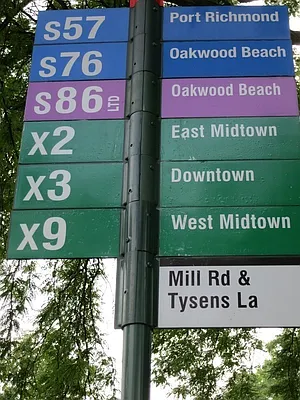 s57 Port Richmond
s76 Oakwood Beach
s86 LTD Oakwood Beach
x2 East Midtown
x3 Downtown
x9 West Midtown
Mill Rd &
Tysens La